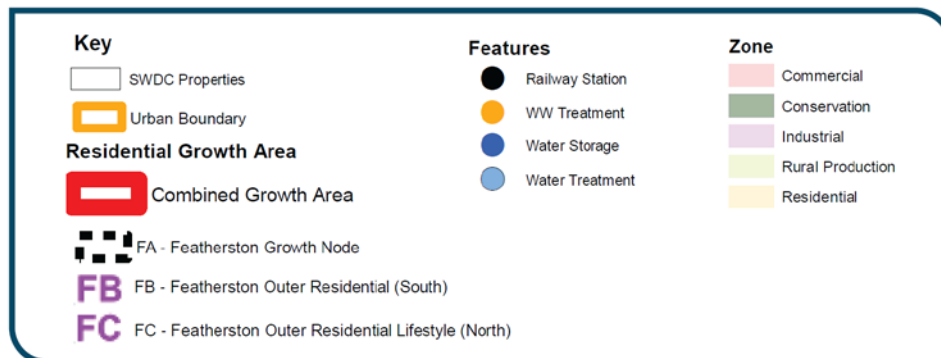 Key
SWDC Properties
Urban Boundary
Residential Growth Area
Combined Growth Area
FA - Featherston Growth Node
FB FB - Featherston Outer Residential (South)
FC FC - Featherston Outer Residential Lifestyle (North)
Features
Railway Station
WW Treatment
Water Storage
Water Treatment
Zone
Commercial
Conservation
Industrial
Rural Production
Residential